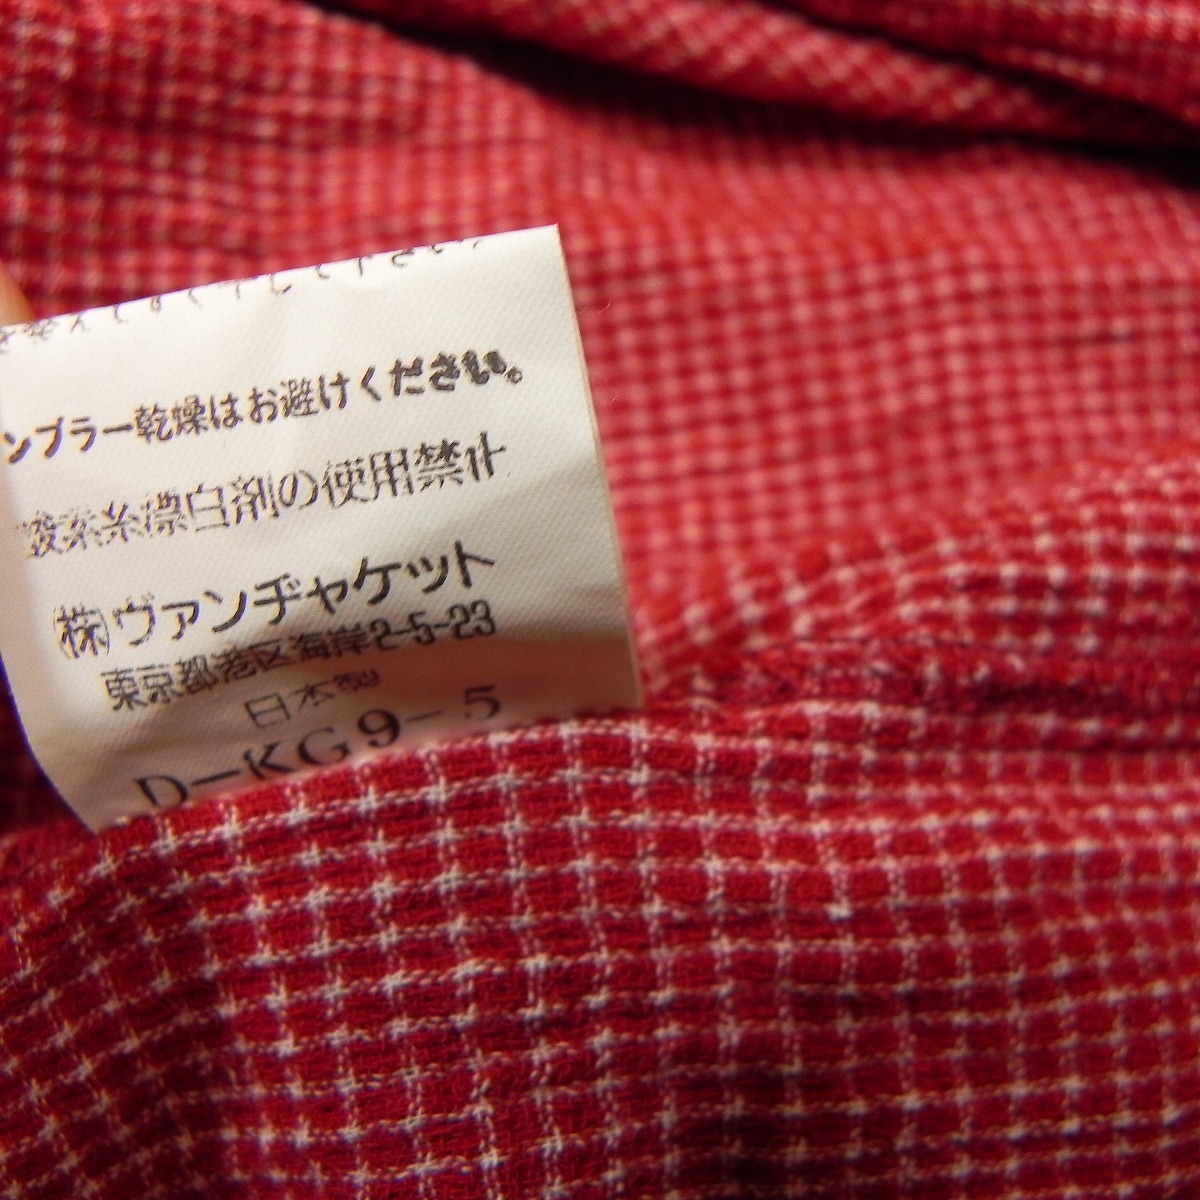 ンブラー乾燥はお避けください。
酸素系漂白剤の使用禁止
㈱ヴァンヂャケット
東京都港区海岸2-5-23
日本製
D-KG9-5